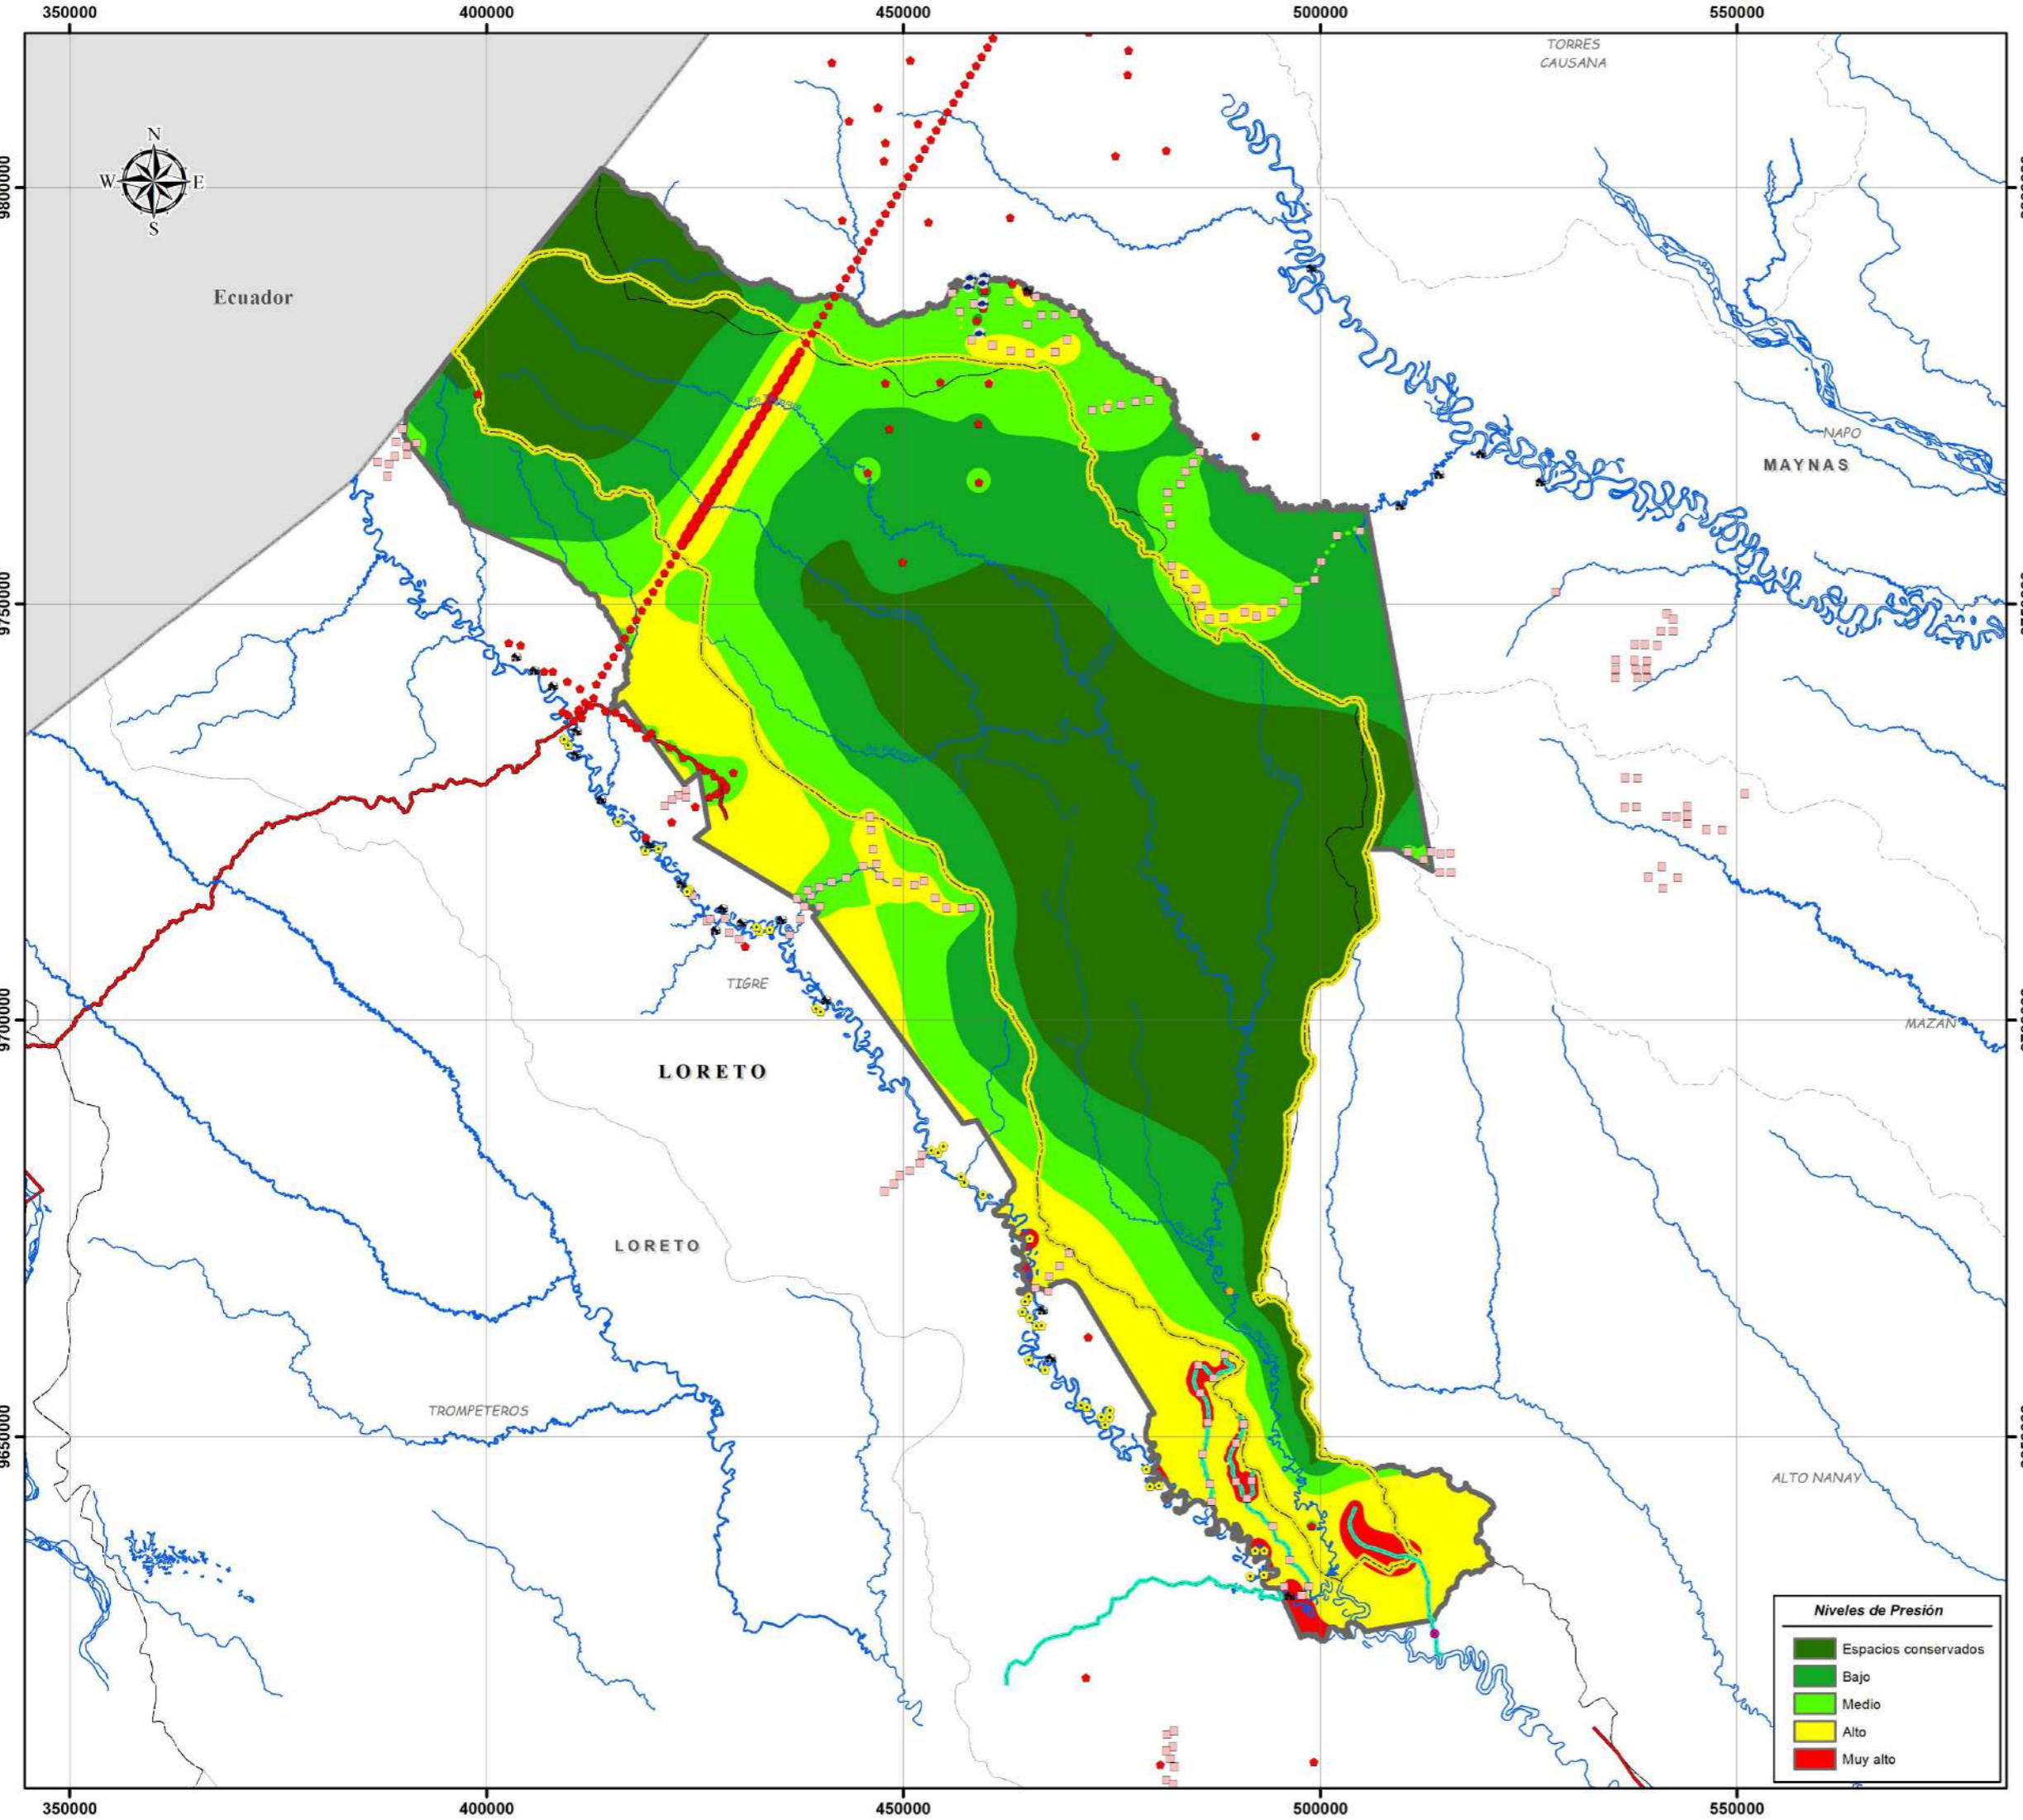 350000
400000
450000
500000
550000
TORRES
CAUSANA
N
W
E
S
9800000
Ecuador
NAPO
MAYNAS
9750000
TIGRE
9700000
MAZAN
LORETO
LORETO
TROMPETEROS
9650000
ALTO NANAY
Niveles de Presión
Espacios conservados
Bajo
Medio
Alto
Muy alto
350000
400000
450000
500000
550000